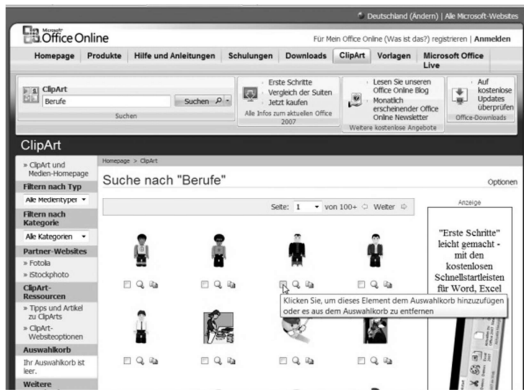 Deutschland (Ändern) | Alle Microsoft-Websites
Microsoft®
Office Online
Für Mein Office Online (Was ist das?) registrieren | Anmelden
Homepage Produkte Hilfe und Anleitungen Schulungen Downloads ClipArt Vorlagen Microsoft Office
Live
ClipArt
Berufe
Suchen
Suchen
Erste Schritte
Vergleich der Suiten
Jetzt kaufen
Alle Infos zum aktuellen Office
2007
Lesen Sie unseren
Office Online Blog
Monatlich
erscheinender Office
Online Newsletter
Weitere kostenlose Angebote
Auf
kostenlose
Updates
überprüfen
Office-Downloads
ClipArt
» ClipArt und
Medien-Homepage
Filtern nach Typ
Alle Medientypen
Filtern nach
Kategorie
Alle Kategorien
Partner-Websites
» Fotolia
» iStockphoto
ClipArt-
Ressourcen
» Tipps und Artikel
zu ClipArts
» ClipArt-
Websiteoptionen
Auswahlkorb
Ihr Auswahlkorb ist
leer.
Weitere
Homepage > ClipArt
Suche nach "Berufe"
Optionen
Seite: 1 von 100+ Weiter
Klicken Sie, um dieses Element dem Auswahlkorb hinzuzufügen
oder es aus dem Auswahlkorb zu entfernen
Anzeige
"Erste Schritte"
leicht gemacht -
mit den
kostenlosen
Schnellstartleisten
für Word, Excel